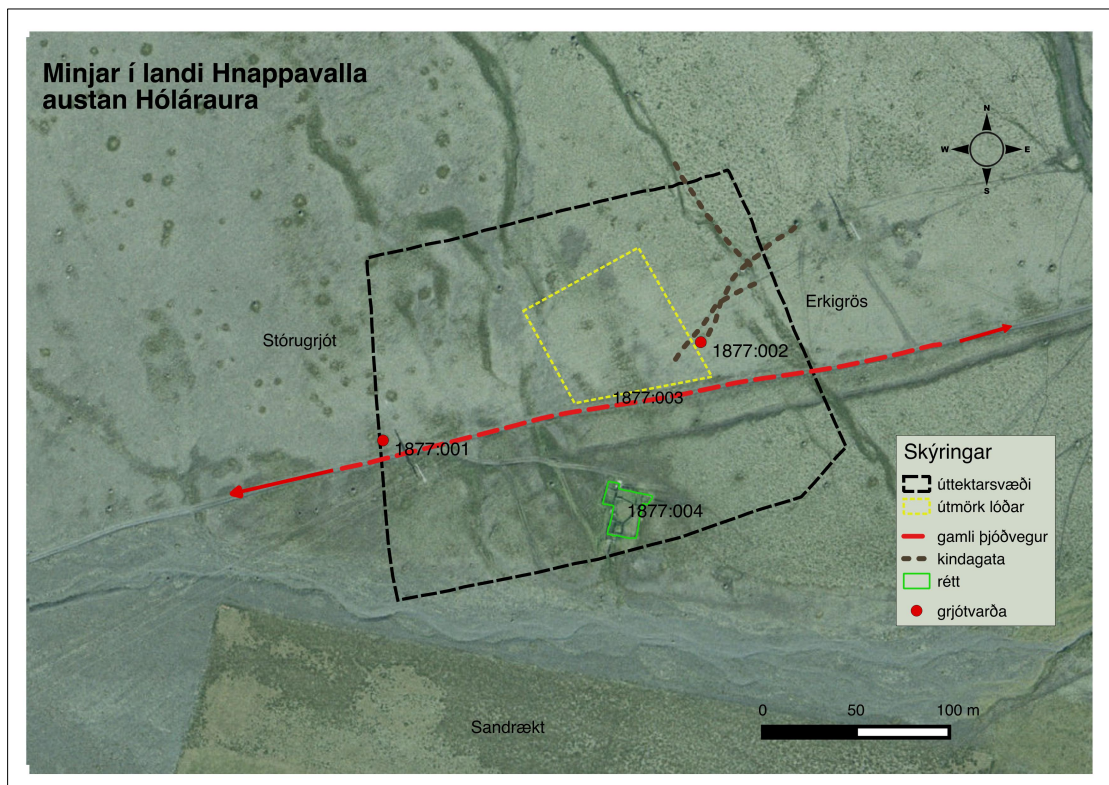 Minjar í landi Hnappavalla
austan Hóláraura
N
W E
S
Erkigrös
Stórugrjót
1877:002
1877:003
1877:001
Skýringar
úttektarsvæði
útmörk lóðar
gamli þjóðvegur
kindagata
rétt
grjótvarða
1877:004
0 50 100 m
Sandrækt